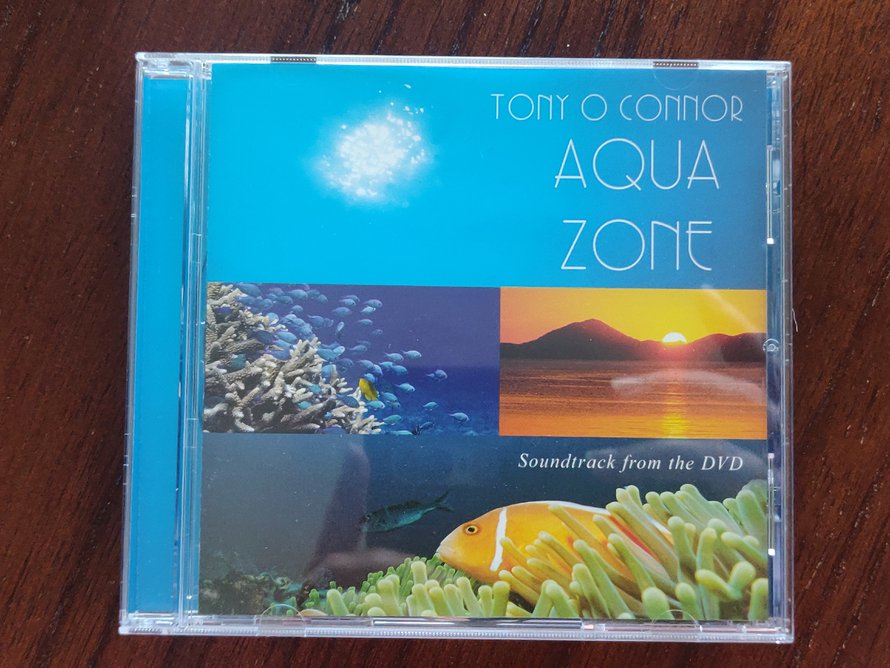 TONY O CONNOR
AQUA
ZONE
Soundtrack from the DVD